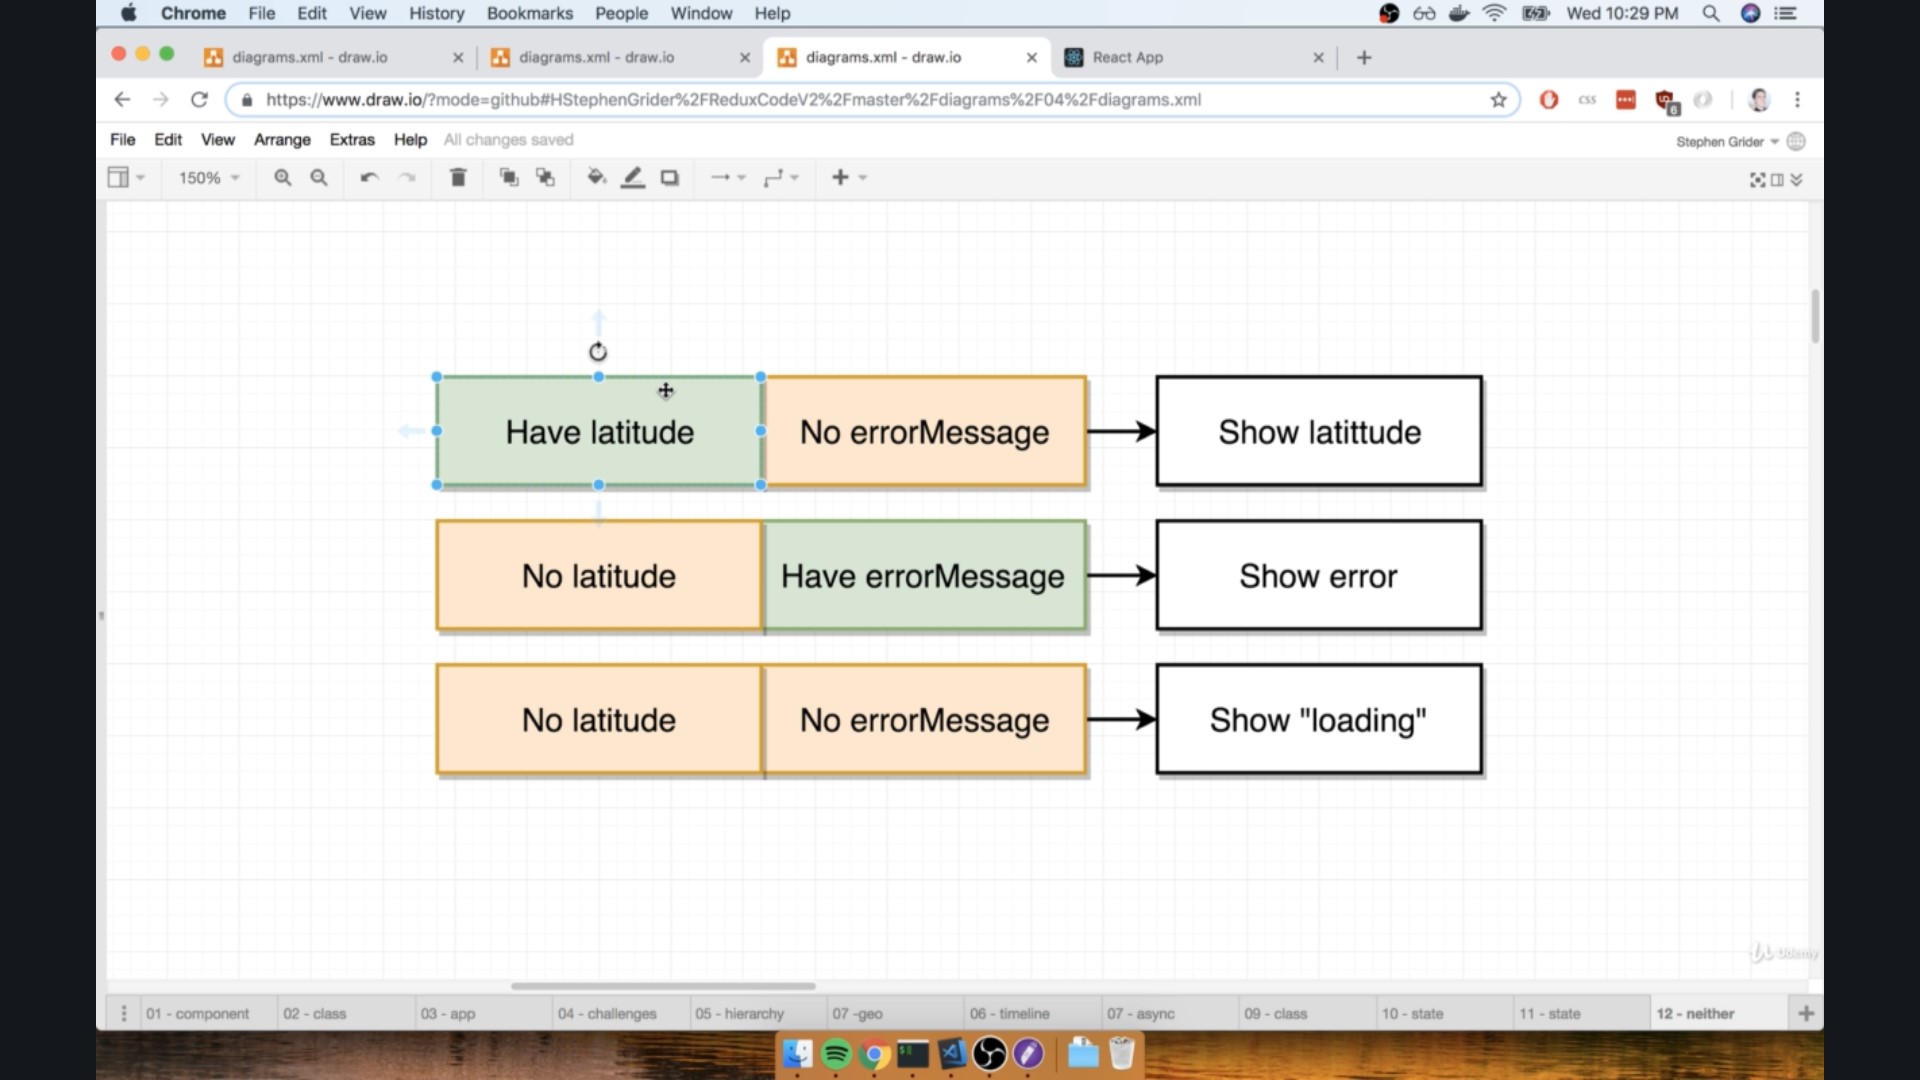 Chrome File Edit View History Bookmarks People Window Help Wed 10:29 PM
diagrams.xml - draw.io diagrams.xml - draw.io diagrams.xml - draw.io React App
https://www.draw.io/?mode=github#HStephenGrider%2FReduxCodeV2%2Fmaster%2Fdiagrams%2F04%2Fdiagrams.xml css 6
File Edit View Arrange Extras Help All changes saved Stephen Grider
150%
Have latitude No errorMessage Show latittude
No latitude Have errorMessage Show error
No latitude No errorMessage Show "loading"
Udemy
01 - component 02 - class 03 - app 04 - challenges 05 - hierarchy 07 -geo 06 - timeline 07 - async 09 - class 10 - state 11 - state 12 - neither